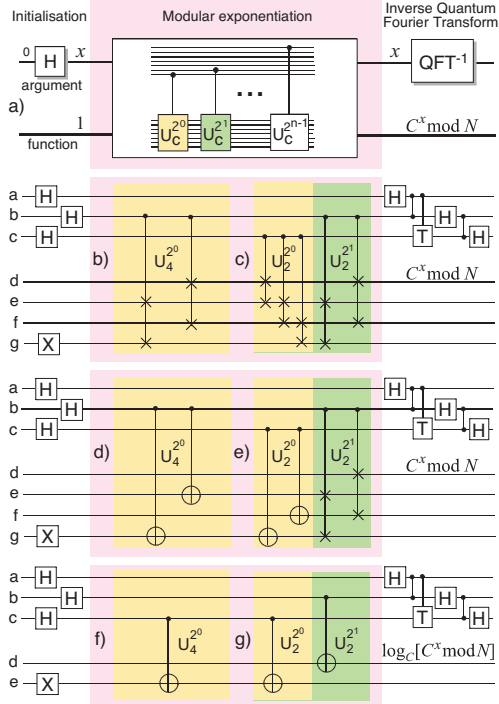 Initialisation
Modular exponentiation
Inverse Quantum
Fourier Transform
0 H x x QFT⁻¹
argument
...
a)
1 U_C^{2^0} U_C^{2^1} U_C^{2^{n-1}} C^x mod N
function
a H H
b H H
c H T H
b) U_4^{2^0} c) U_2^{2^0} U_2^{2^1}
d C^x mod N
e
f
g X
a H H
b H H
c H T H
d) U_4^{2^0} e) U_2^{2^0} U_2^{2^1}
d C^x mod N
e
f
g X
a H H
b H H
c H T H
f) U_4^{2^0} g) U_2^{2^0} U_2^{2^1}
d log_C[C^x mod N]
e X